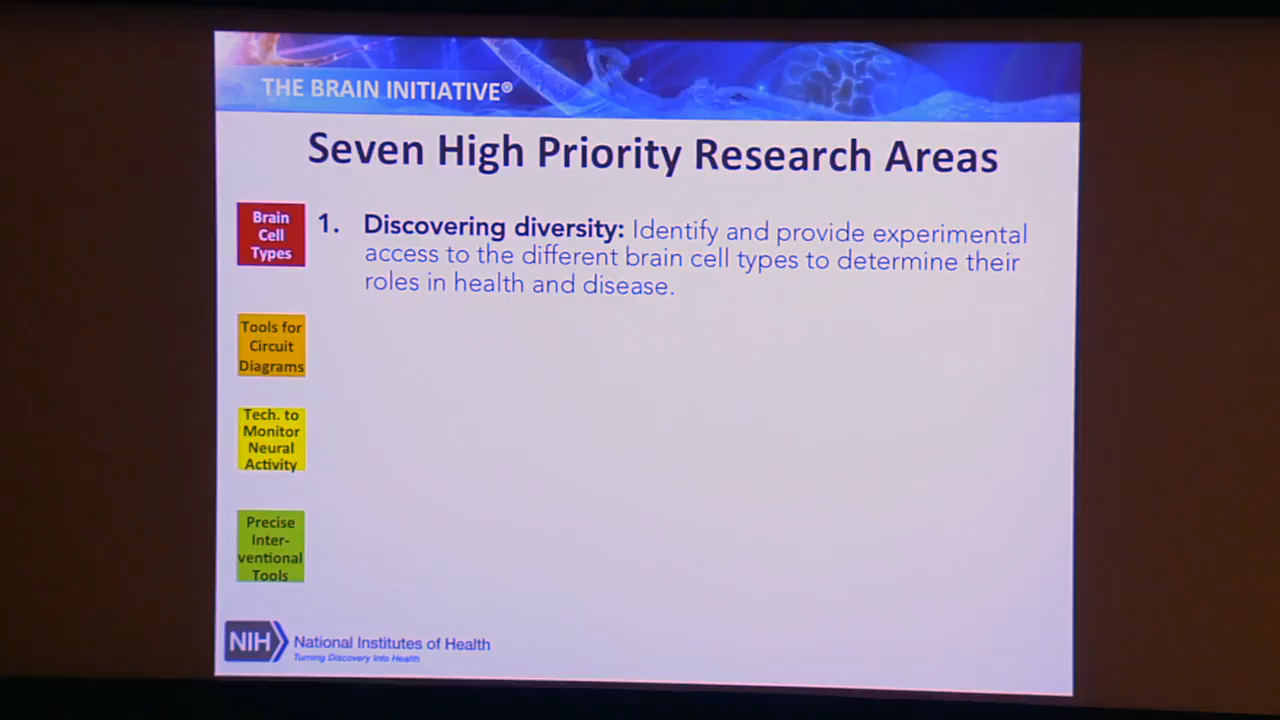 THE BRAIN INITIATIVE®
Seven High Priority Research Areas
Brain
Cell
Types
1. Discovering diversity: Identify and provide experimental
access to the different brain cell types to determine their
roles in health and disease.
Tools for
Circuit
Diagrams
Tech. to
Monitor
Neural
Activity
Precise
Inter-
ventional
Tools
NIH
National Institutes of Health
Turning Discovery Into Health